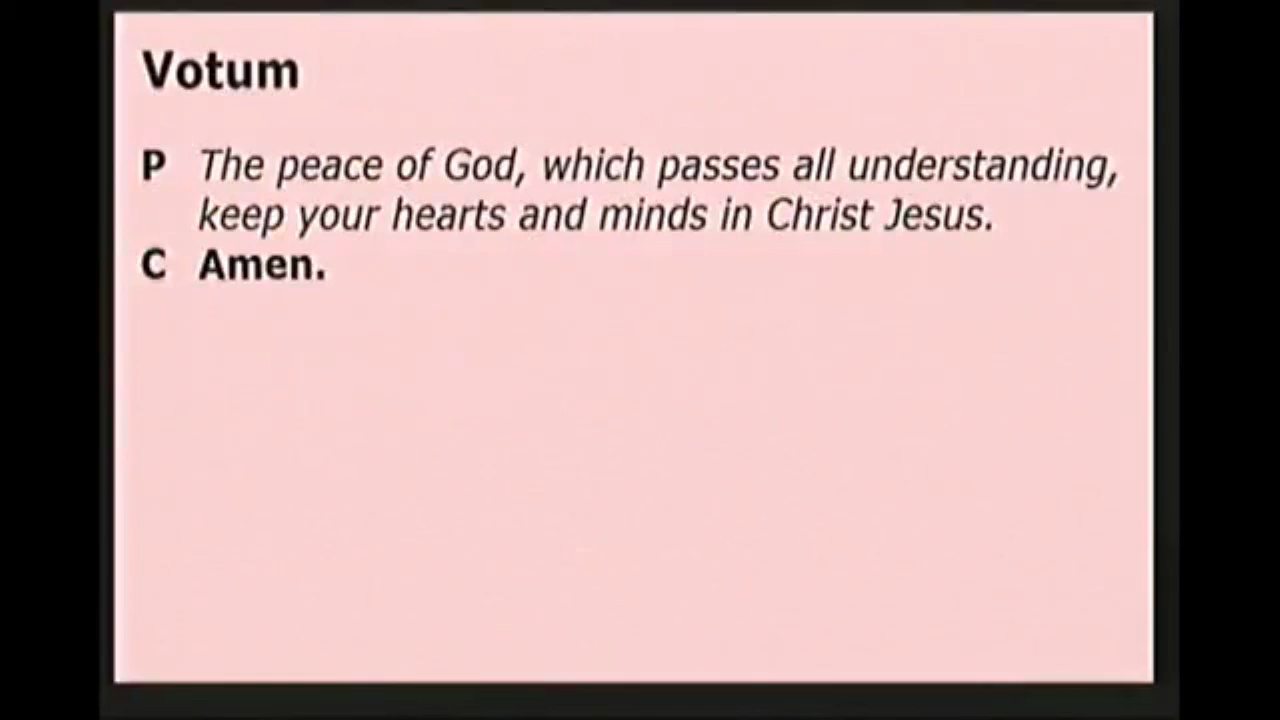 Votum
P The peace of God, which passes all understanding,
keep your hearts and minds in Christ Jesus.
C Amen.